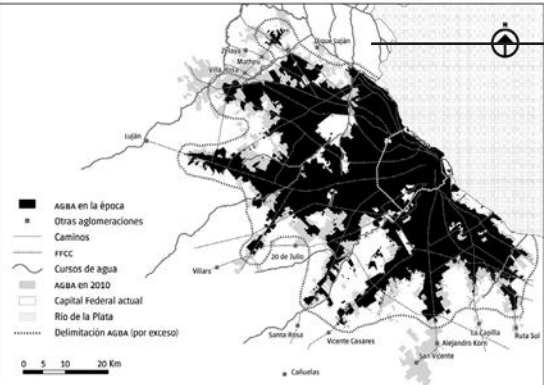 Dique Luján
Zelaya
Matheu
Villa Rosa
Luján
20 de Julio
Villars
Santa Rosa
Vicente Casares
Cañuelas
San Vicente
Alejandro Korn
La Capilla
Ruta Sol
AGBA en la época
Otras aglomeraciones
Caminos
FFCC
Cursos de agua
AGBA en 2010
Capital Federal actual
Río de la Plata
Delimitación AGBA (por exceso)
0 5 10 20 Km